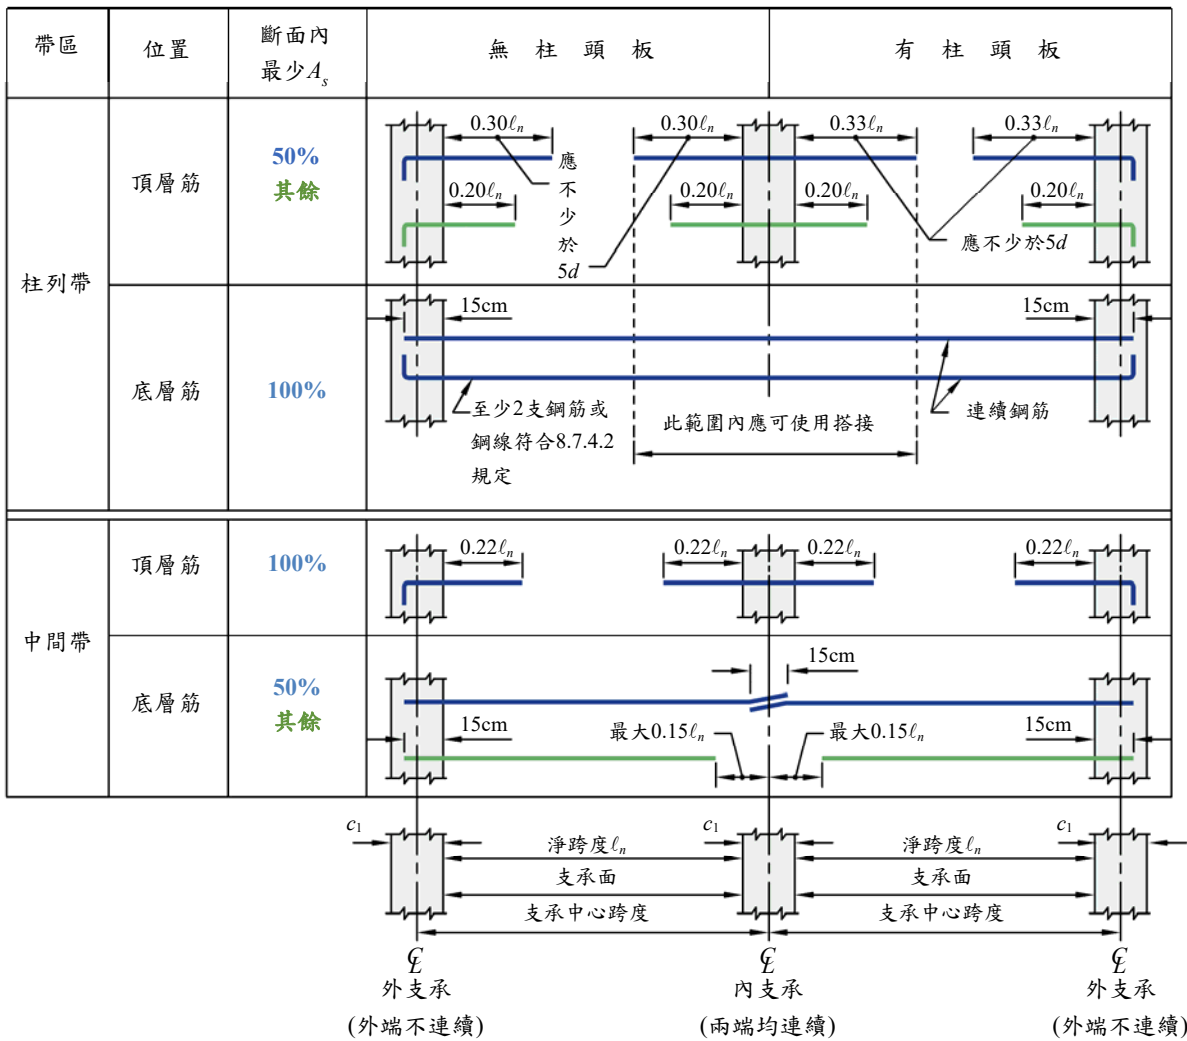 帶區
位置
斷面內
最少As
無柱頭板
有柱頭板
柱列帶
頂層筋
50%
其餘
0.30ℓn
0.30ℓn
0.33ℓn
0.33ℓn
應
不
少
於
5d
0.20ℓn
0.20ℓn
0.20ℓn
0.20ℓn
應不少於5d
底層筋
100%
15cm
15cm
至少2支鋼筋或
鋼線符合8.7.4.2
規定
此範圍內應可使用搭接
連續鋼筋
中間帶
頂層筋
100%
0.22ℓn
0.22ℓn
0.22ℓn
0.22ℓn
底層筋
50%
其餘
15cm
15cm
最大0.15ℓn
最大0.15ℓn
15cm
c1
c1
c1
淨跨度ℓn
淨跨度ℓn
支承面
支承面
支承中心跨度
支承中心跨度
℄
℄
℄
外支承
內支承
外支承
(外端不連續)
(兩端均連續)
(外端不連續)